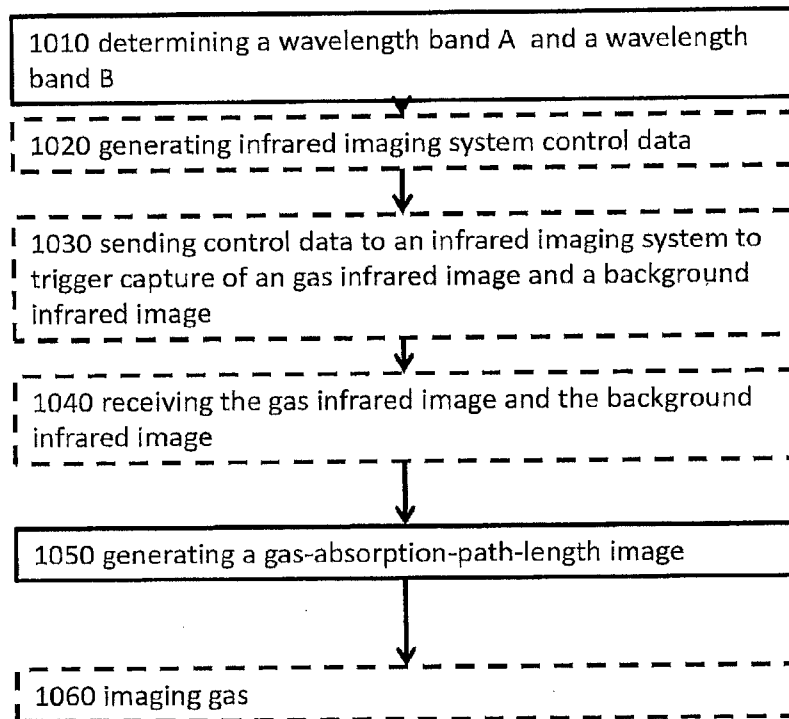 1010 determining a wavelength band A and a wavelength
band B
1020 generating infrared imaging system control data
1030 sending control data to an infrared imaging system to
trigger capture of an gas infrared image and a background
infrared image
1040 receiving the gas infrared image and the background
infrared image
1050 generating a gas-absorption-path-length image
1060 imaging gas